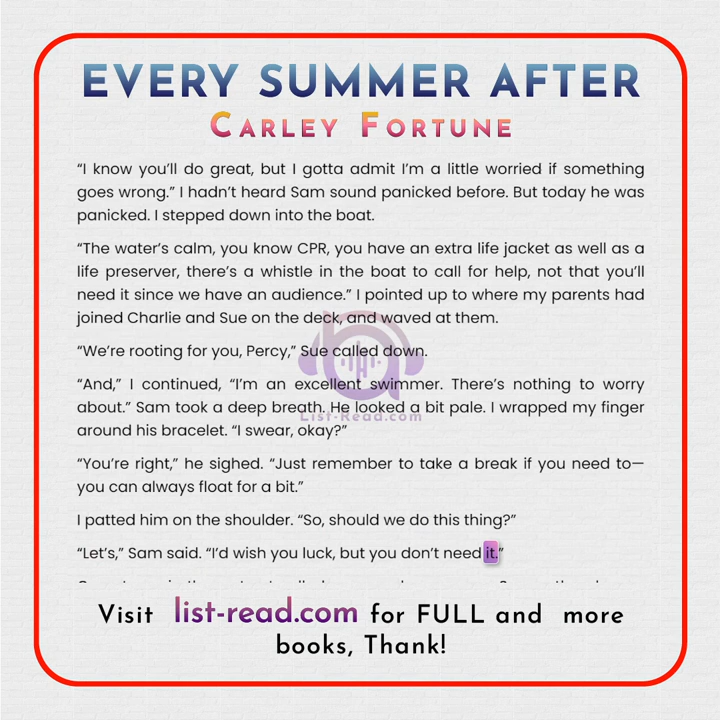 EVERY SUMMER AFTER
CARLEY FORTUNE
“I know you’ll do great, but I gotta admit I’m a little worried if something
goes wrong.” I hadn’t heard Sam sound panicked before. But today he was
panicked. I stepped down into the boat.
“The water’s calm, you know CPR, you have an extra life jacket as well as a
life preserver, there’s a whistle in the boat to call for help, not that you’ll
need it since we have an audience.” I pointed up to where my parents had
joined Charlie and Sue on the deck, and waved at them.
“We’re rooting for you, Percy,” Sue called down.
“And,” I continued, “I’m an excellent swimmer. There’s nothing to worry
about.” Sam took a deep breath. He looked a bit pale. I wrapped my finger
List-Read.com
around his bracelet. “I swear, okay?”
“You’re right,” he sighed. “Just remember to take a break if you need to—
you can always float for a bit.”
I patted him on the shoulder. “So, should we do this thing?”
“Let’s,” Sam said. “I’d wish you luck, but you don’t need it.”
Visit list-read.com for FULL and more
books, Thank!